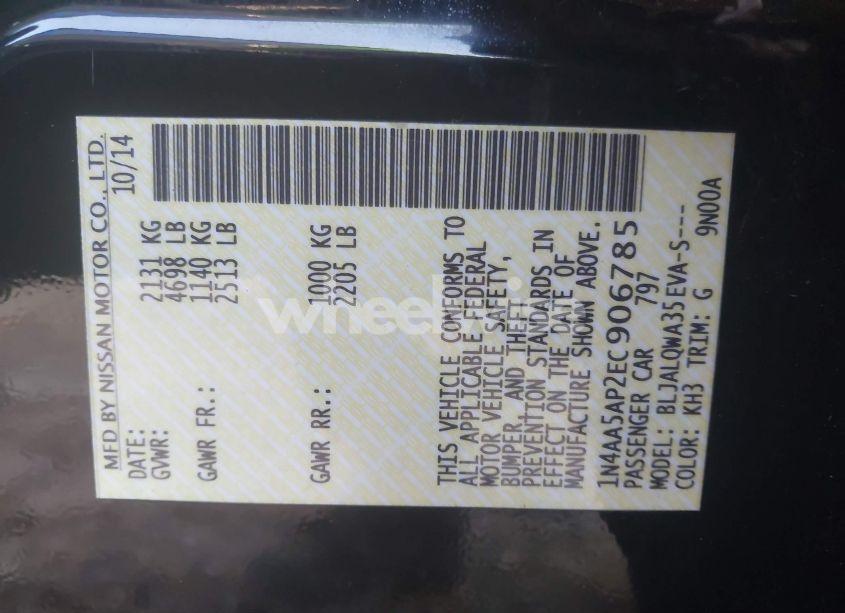 MFD BY NISSAN MOTOR CO., LTD.
DATE: 10/14
GVWR: 2131 KG
4698 LB
GAWR FR.: 1140 KG
2513 LB
GAWR RR.: 1000 KG
2205 LB
THIS VEHICLE CONFORMS TO
ALL APPLICABLE FEDERAL
MOTOR VEHICLE SAFETY,
BUMPER, AND THEFT
PREVENTION STANDARDS IN
EFFECT ON THE DATE OF
MANUFACTURE SHOWN ABOVE.
1N4AA5AP2EC906785
PASSENGER CAR 797
MODEL: BLJALQWA35EVA-S---
COLOR: KH3 TRIM: G 9N00A